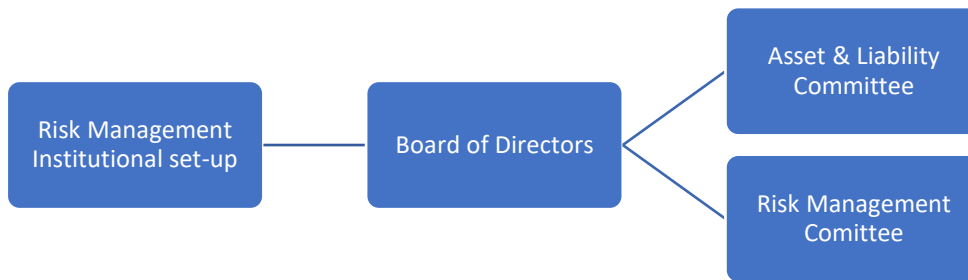 Risk Management
Institutional set-up
Board of Directors
Asset & Liability
Committee
Risk Management
Comittee